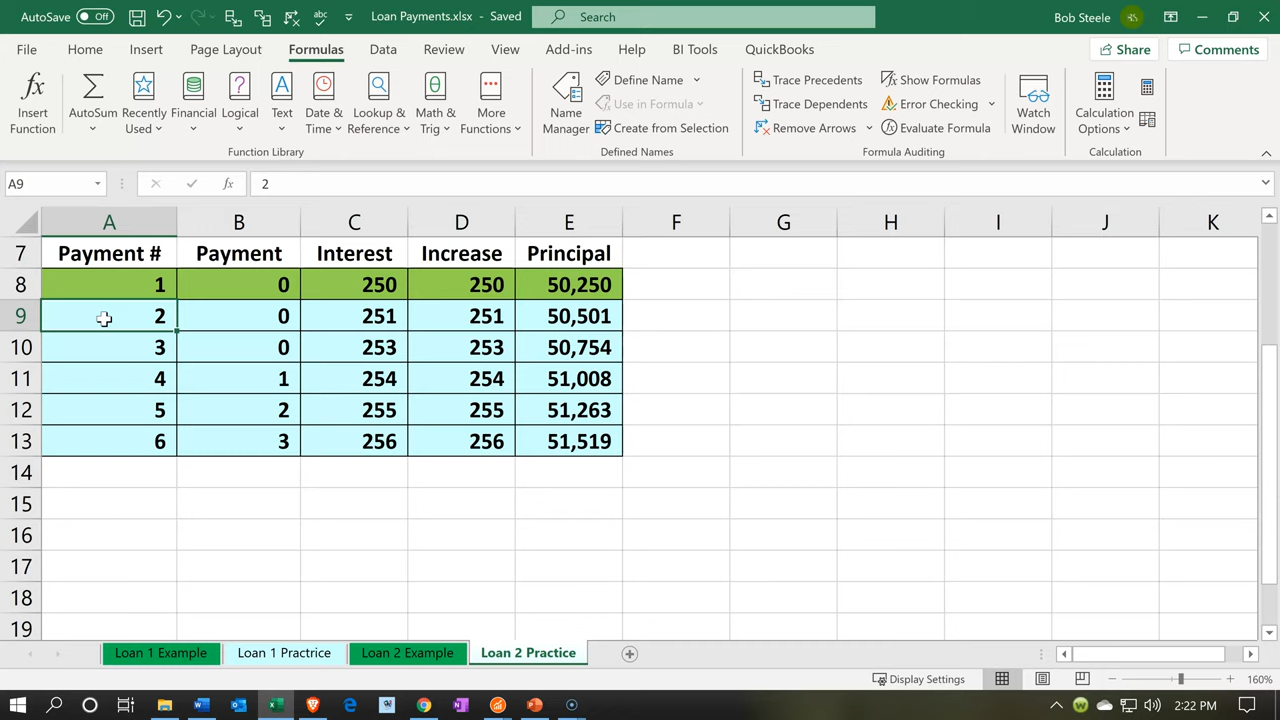 AutoSave Off Loan Payments.xlsx - Saved Search Bob Steele
File Home Insert Page Layout Formulas Data Review View Add-ins Help BI Tools QuickBooks Share Comments
Insert Function
AutoSum
Recently Used
Financial
Logical
Text
Date & Time
Lookup & Reference
Math & Trig
More Functions
Function Library
Name Manager
Define Name
Use in Formula
Create from Selection
Defined Names
Trace Precedents
Trace Dependents
Remove Arrows
Show Formulas
Error Checking
Evaluate Formula
Formula Auditing
Watch Window
Calculation Options
Calculation
A9 fx 2
A B C D E F G H I J K
7 Payment # Payment Interest Increase Principal
8 1 0 250 250 50,250
9 2 0 251 251 50,501
10 3 0 253 253 50,754
11 4 1 254 254 51,008
12 5 2 255 255 51,263
13 6 3 256 256 51,519
14
15
16
17
18
19
Loan 1 Example Loan 1 Practrice Loan 2 Example Loan 2 Practice
Display Settings 160%
2:22 PM